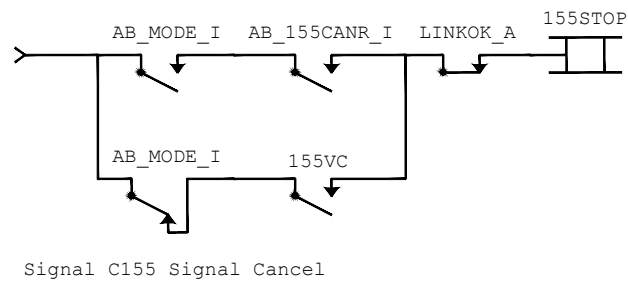 155STOP
AB_MODE_I AB_155CANR_I LINKOK_A
AB_MODE_I 155VC
Signal C155 Signal Cancel